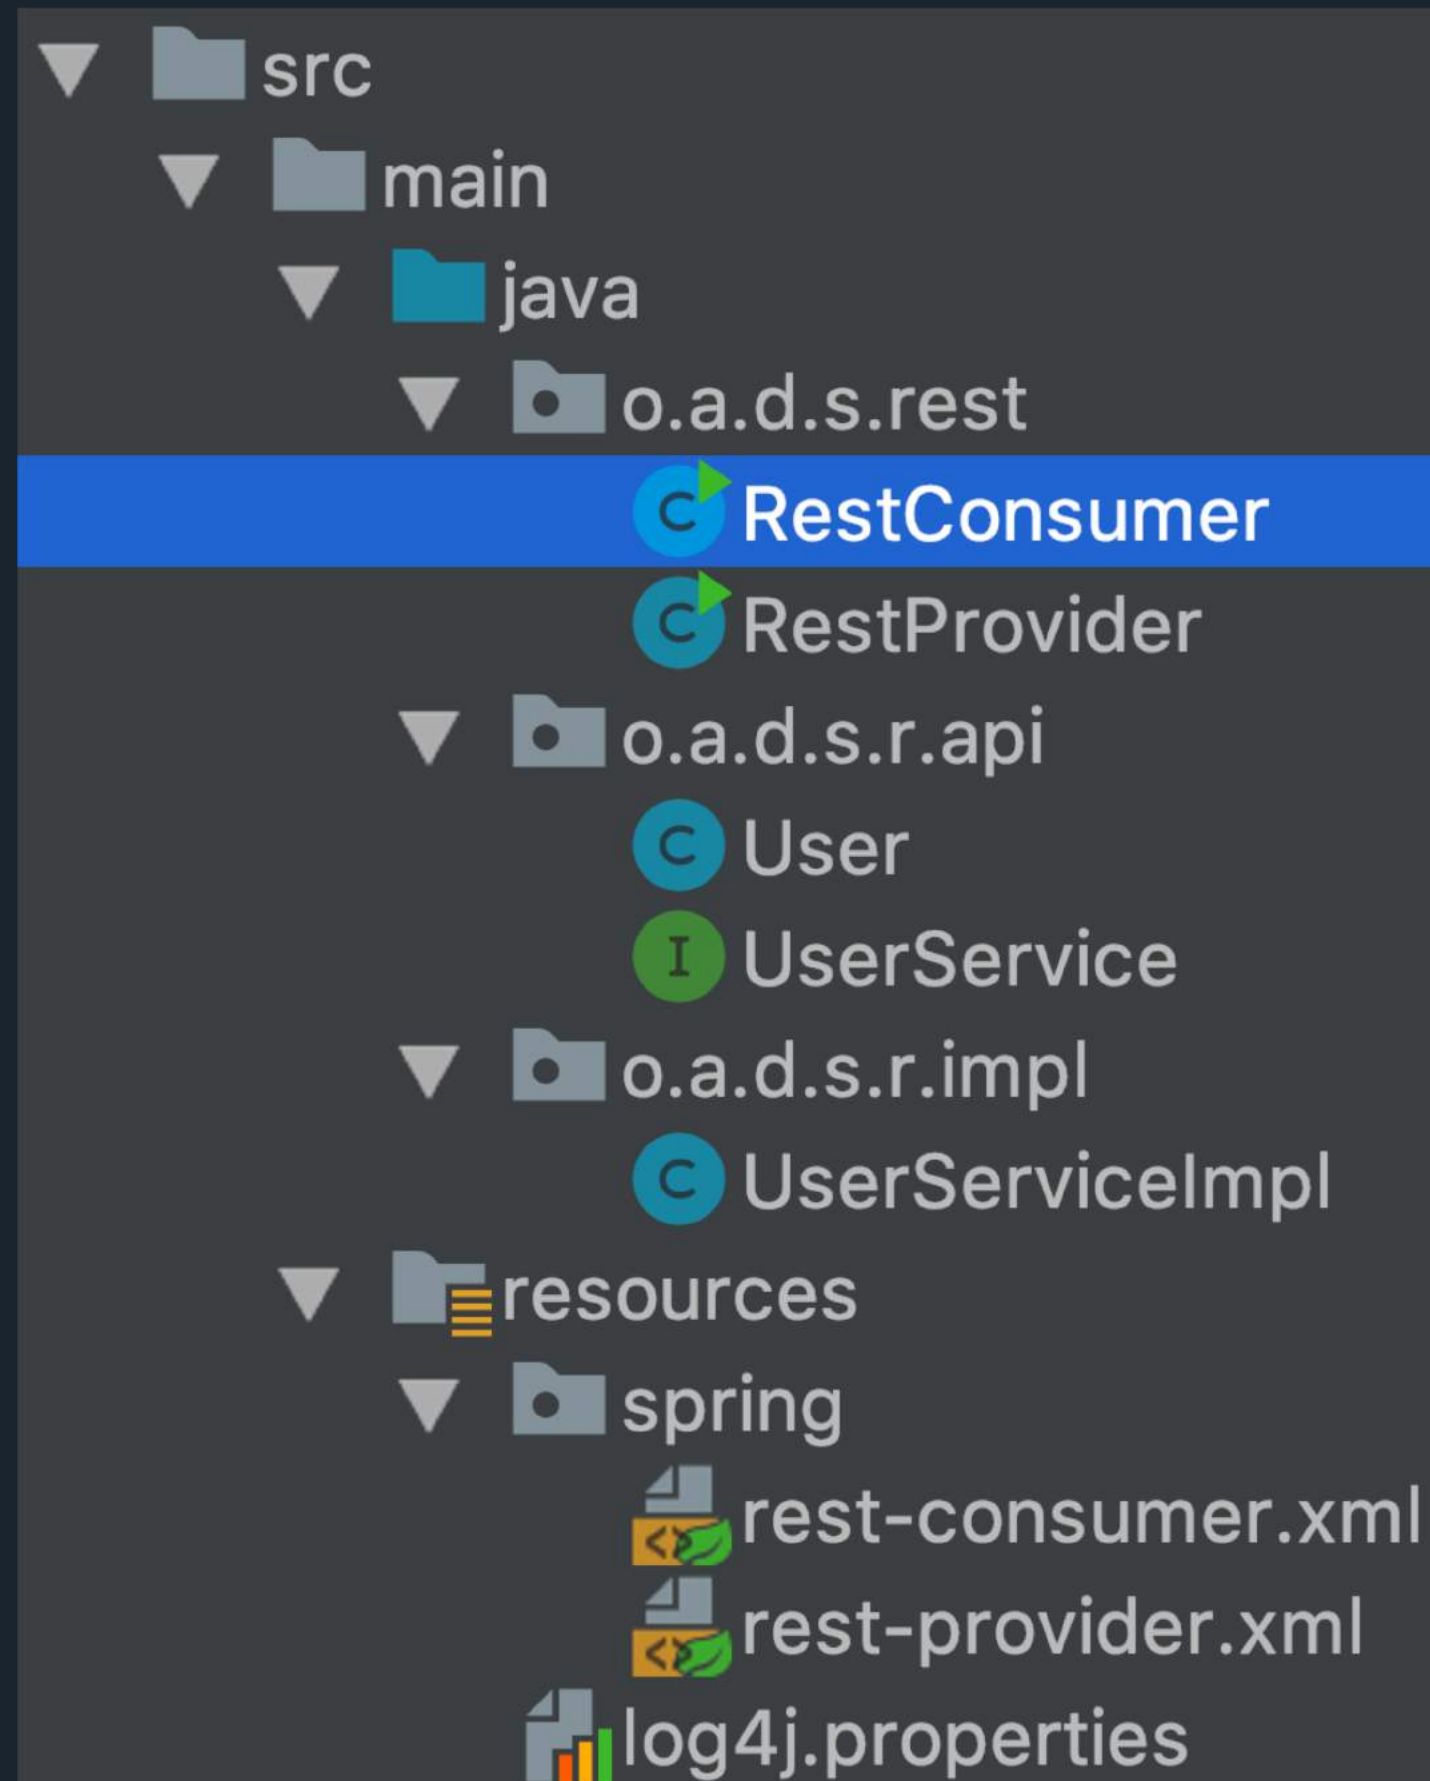 src
main
java
o.a.d.s.rest
C RestConsumer
C RestProvider
o.a.d.s.r.api
C User
I UserService
o.a.d.s.r.impl
C UserServiceImpl
resources
spring
<> rest-consumer.xml
<> rest-provider.xml
log4j.properties